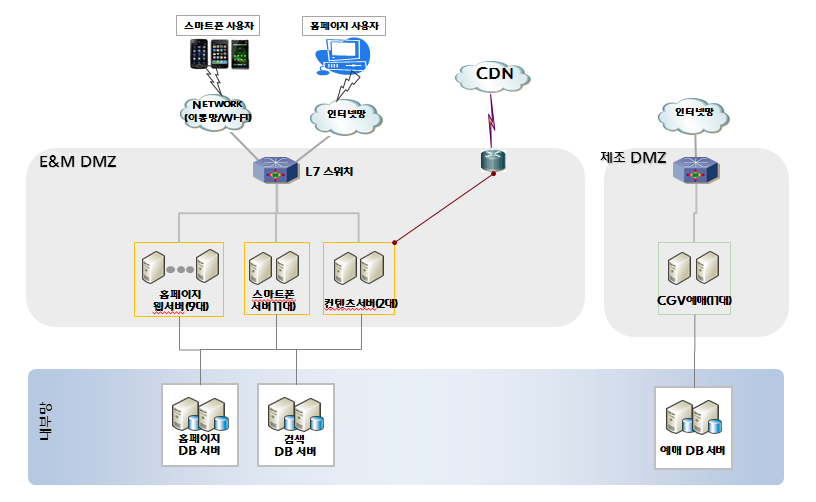 스마트폰 사용자
홈페이지 사용자
NETWORK
(이통망/WI-FI)
인터넷망
CDN
인터넷망
E&M DMZ
L7 스위치
제조 DMZ
홈페이지
웹서버(9대)
스마트폰
서버11대)
컨텐츠서버(2대)
CGV예매(11대)
내부망
홈페이지
DB 서버
검색
DB 서버
예매 DB 서버